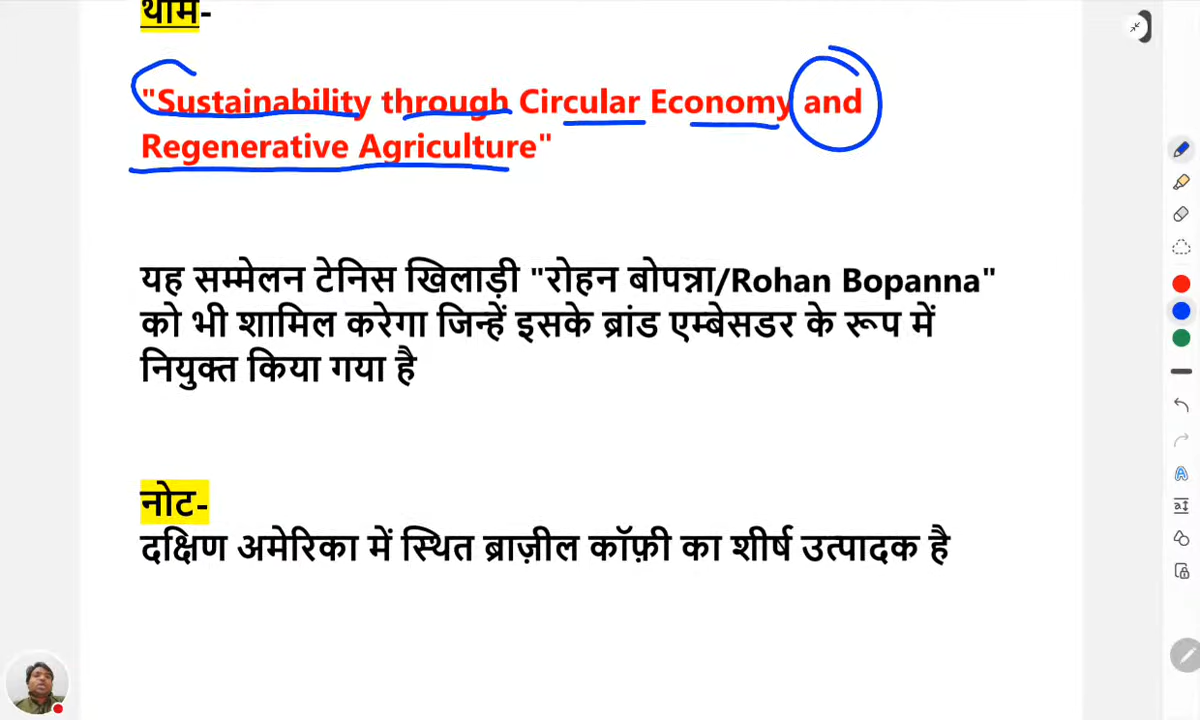 थीम-
"Sustainability through Circular Economy and
Regenerative Agriculture"
यह सम्मेलन टेनिस खिलाड़ी "रोहन बोपन्ना/Rohan Bopanna"
को भी शामिल करेगा जिन्हें इसके ब्रांड एम्बेसडर के रूप में
नियुक्त किया गया है
नोट-
दक्षिण अमेरिका में स्थित ब्राज़ील कॉफ़ी का शीर्ष उत्पादक है